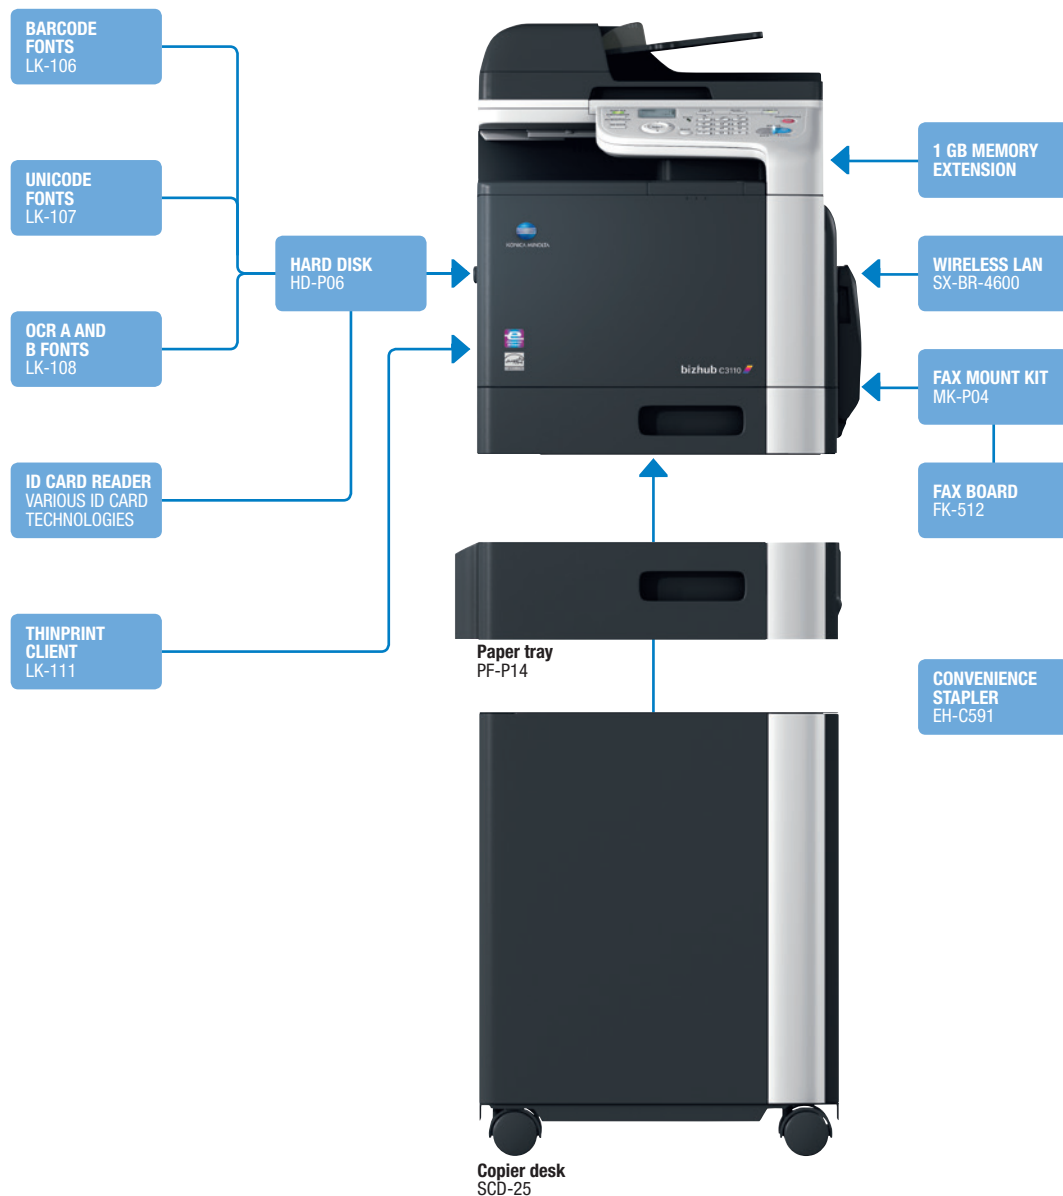 BARCODE
FONTS
LK-106
UNICODE
FONTS
LK-107
OCR A AND
B FONTS
LK-108
ID CARD READER
VARIOUS ID CARD
TECHNOLOGIES
THINPRINT
CLIENT
LK-111
HARD DISK
HD-P06
KONICA MINOLTA
bizhub C3110
1 GB MEMORY
EXTENSION
WIRELESS LAN
SX-BR-4600
FAX MOUNT KIT
MK-P04
FAX BOARD
FK-512
CONVENIENCE
STAPLER
EH-C591
Paper tray
PF-P14
Copier desk
SCD-25